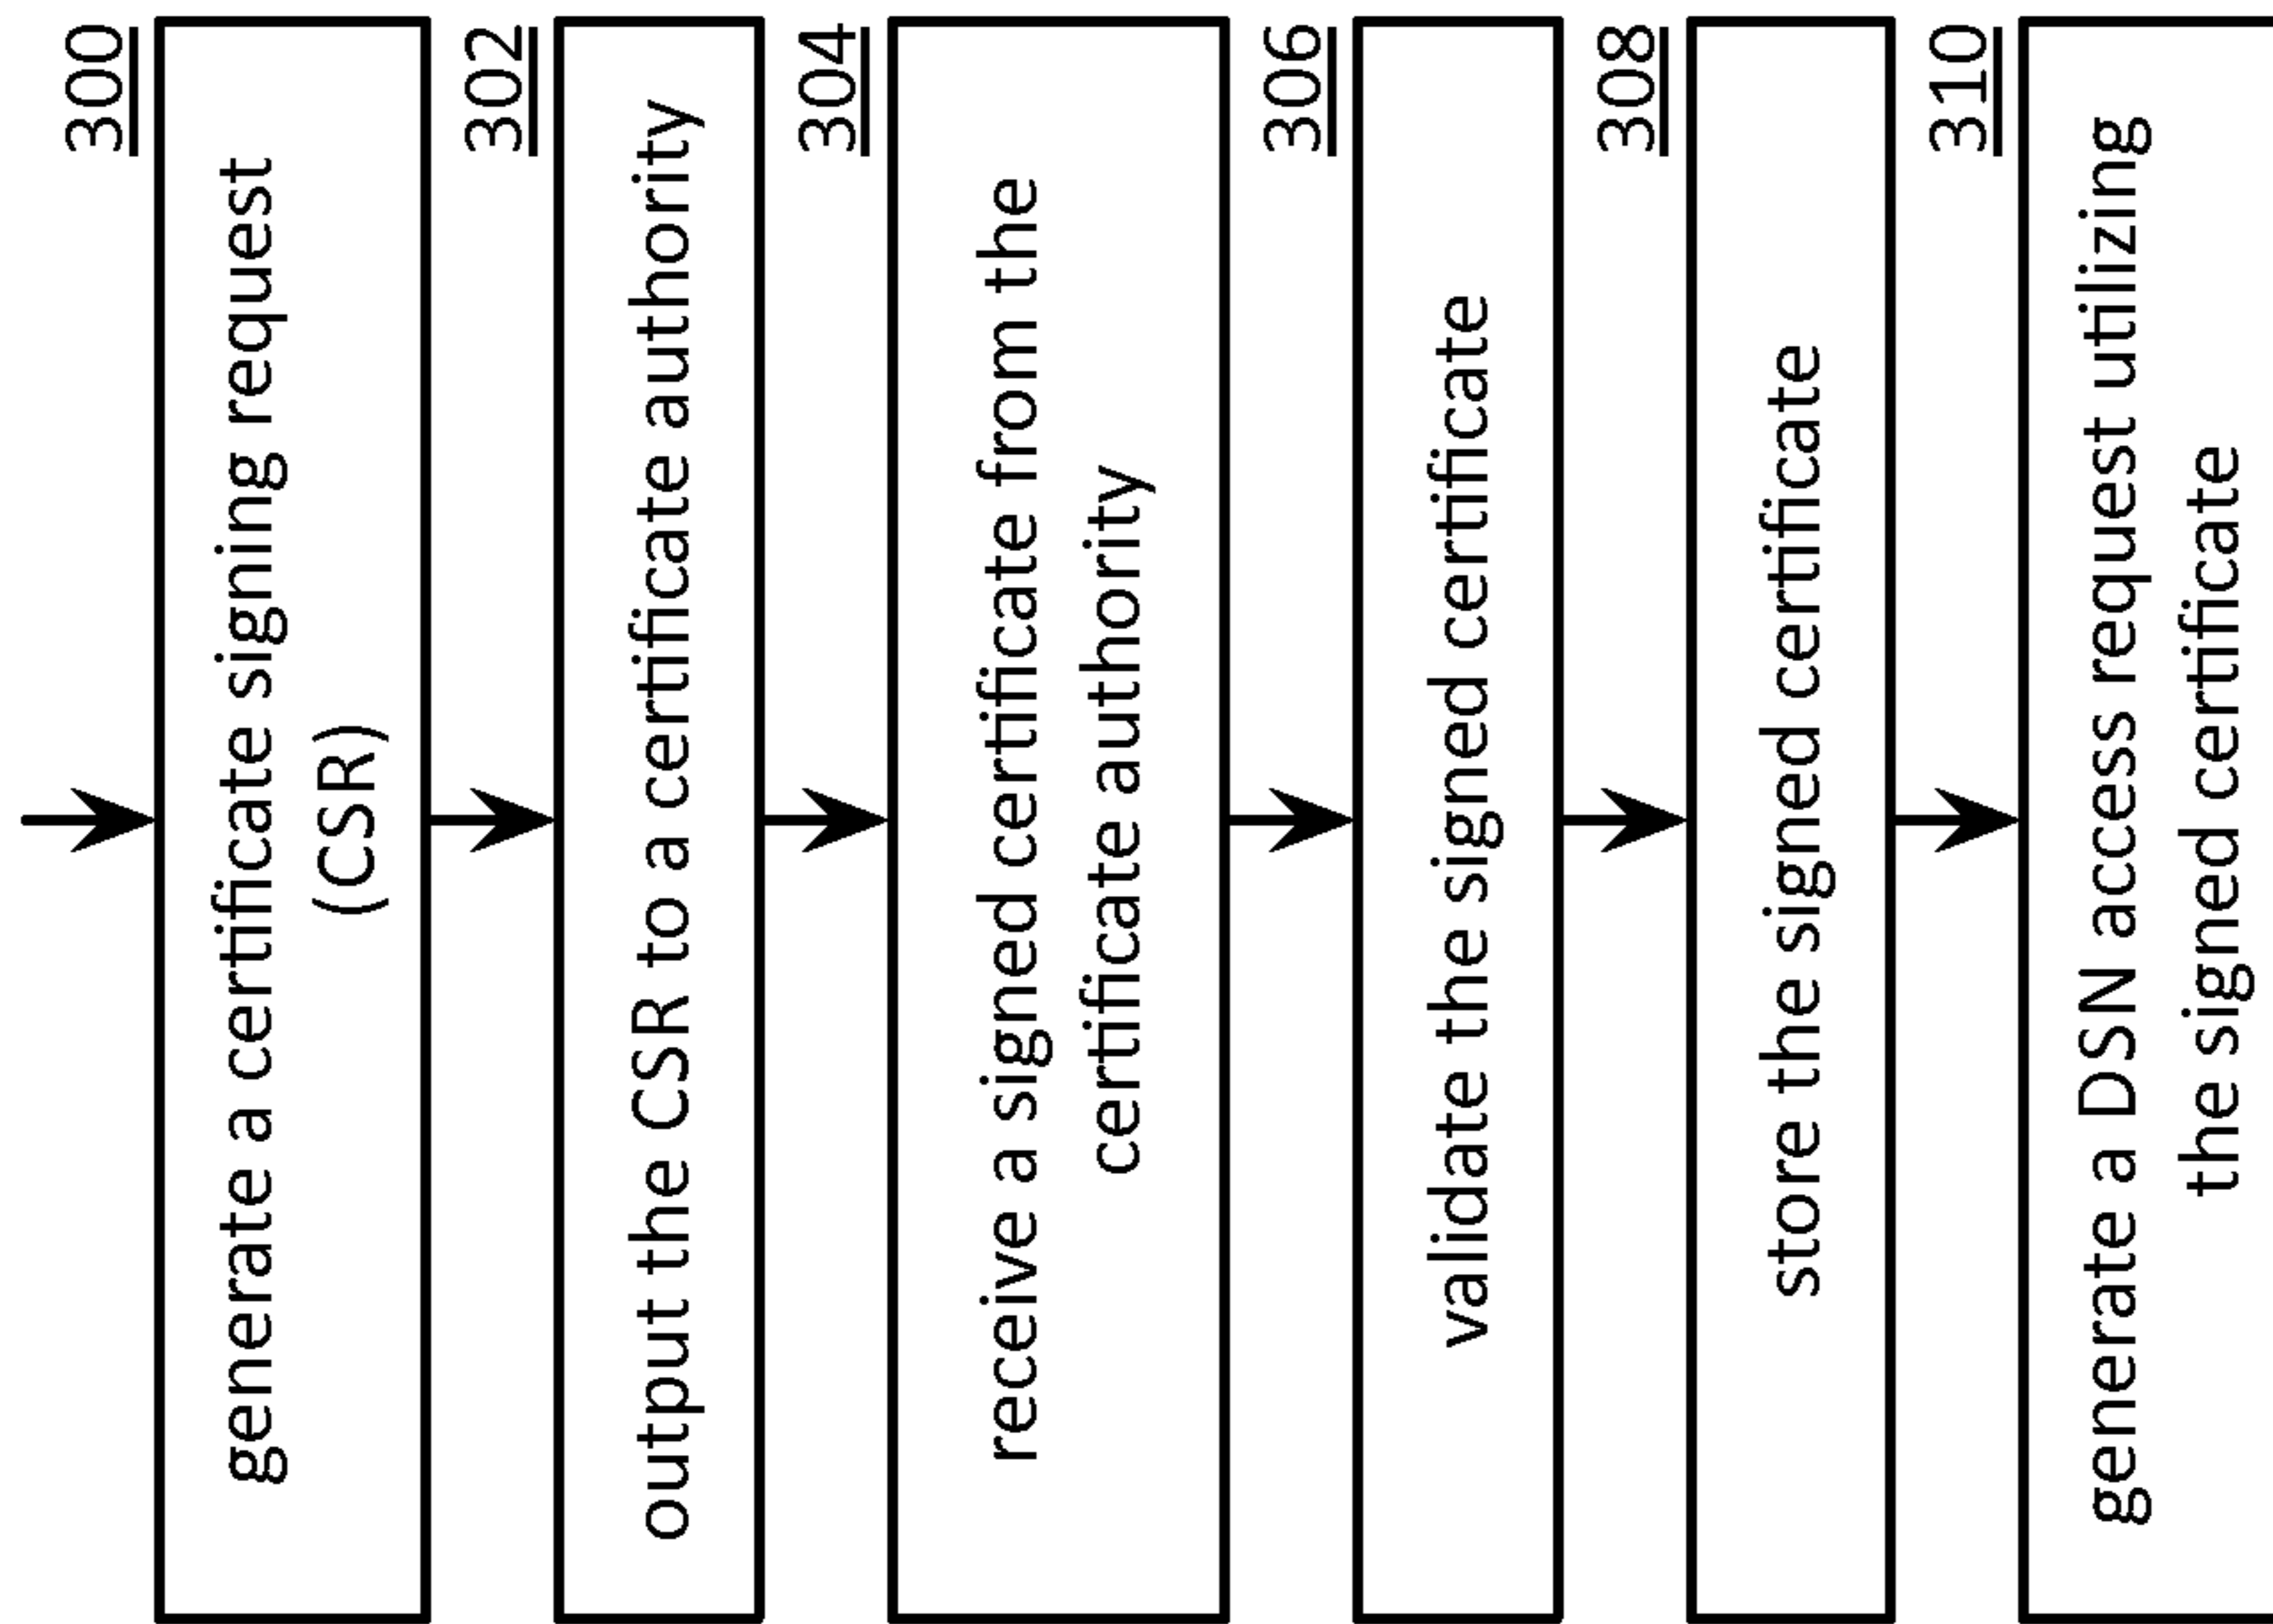 300
generate a certificate signing request
(CSR)
302
output the CSR to a certificate authority
304
receive a signed certificate from the
certificate authority
306
validate the signed certificate
308
store the signed certificate
310
generate a DSN access request utilizing
the signed certificate